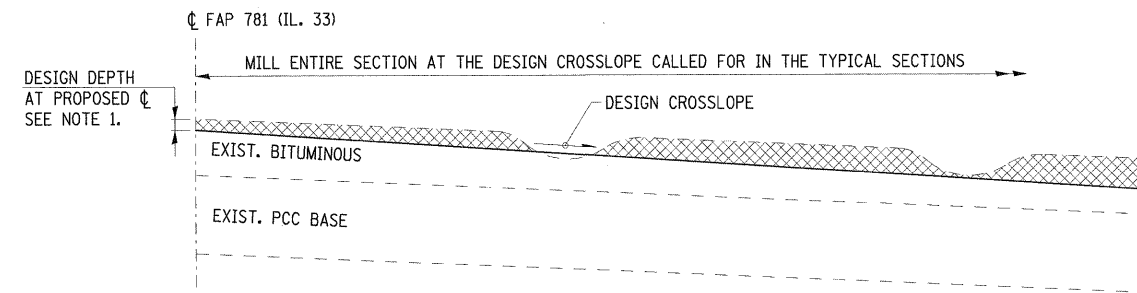 ℄ FAP 781 (IL. 33)
MILL ENTIRE SECTION AT THE DESIGN CROSSLOPE CALLED FOR IN THE TYPICAL SECTIONS
DESIGN DEPTH
AT PROPOSED ℄
SEE NOTE 1.
DESIGN CROSSLOPE
EXIST. BITUMINOUS
EXIST. PCC BASE